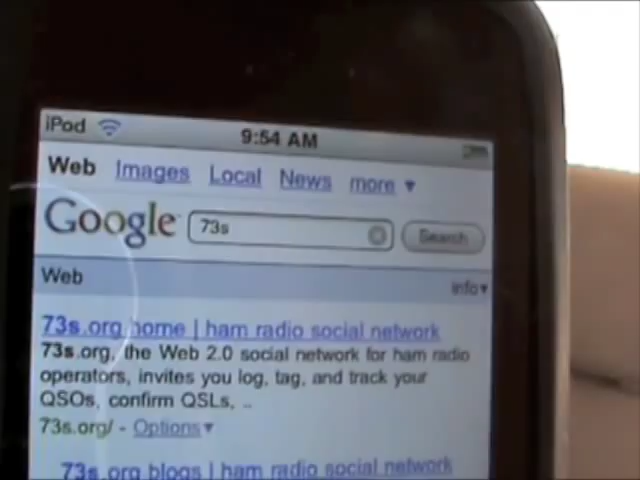 iPod 9:54 AM
Web Images Local News more ▼
Google 73s Search
Web info▼
73s.org home | ham radio social network
73s.org, the Web 2.0 social network for ham radio
operators, invites you log, tag, and track your
QSOs, confirm QSLs, ..
73s.org/ - Options▼
73s.org blogs | ham radio social network